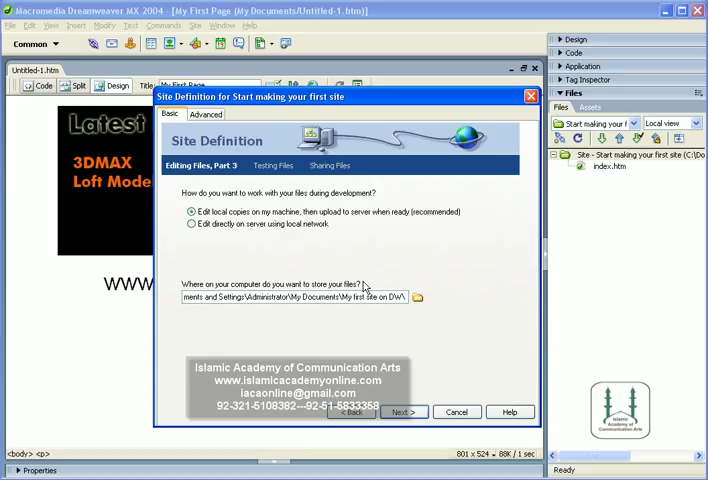 Macromedia Dreamweaver MX 2004 - [My First Page (My Documents/Untitled-1.htm)]
File Edit View Insert Modify Text Commands Site Window Help
Common
Untitled-1.htm
Code Split Design Title: My First Page
Latest
3DMAX
Loft Mode
WWW
Site Definition for Start making your first site
Basic Advanced
Site Definition
Editing Files, Part 3 Testing Files Sharing Files
How do you want to work with your files during development?
Edit local copies on my machine, then upload to server when ready (recommended)
Edit directly on server using local network
Where on your computer do you want to store your files?
ments and Settings\Administrator\My Documents\My first site on DW\
Islamic Academy of Communication Arts
www.islamicacademyonline.com
iacaonline@gmail.com
92-321-5108382---92-51-5833358
< Back Next > Cancel Help
<body> <p>
801 x 524 88K / 1 sec
Properties
Design
Code
Application
Tag Inspector
Files
Files Assets
Start making your f Local view
Site - Start making your first site (C:\Do
index.htm
Islamic
Academy of
Communication Arts
Ready